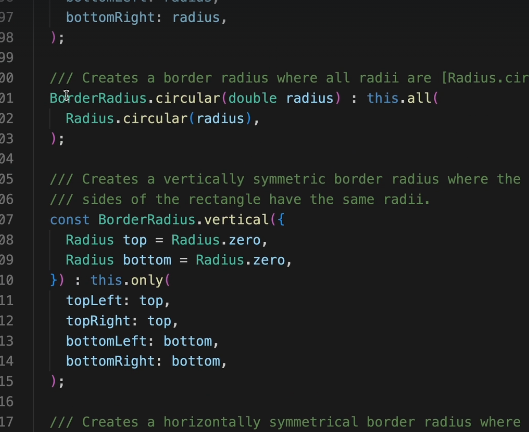 97 bottomRight: radius,
98 );
99
00 /// Creates a border radius where all radii are [Radius.cir
01 BorderRadius.circular(double radius) : this.all(
02 Radius.circular(radius),
03 );
04
05 /// Creates a vertically symmetric border radius where the
06 /// sides of the rectangle have the same radii.
07 const BorderRadius.vertical({
08 Radius top = Radius.zero,
09 Radius bottom = Radius.zero,
10 }) : this.only(
11 topLeft: top,
12 topRight: top,
13 bottomLeft: bottom,
14 bottomRight: bottom,
15 );
16
17 /// Creates a horizontally symmetrical border radius where